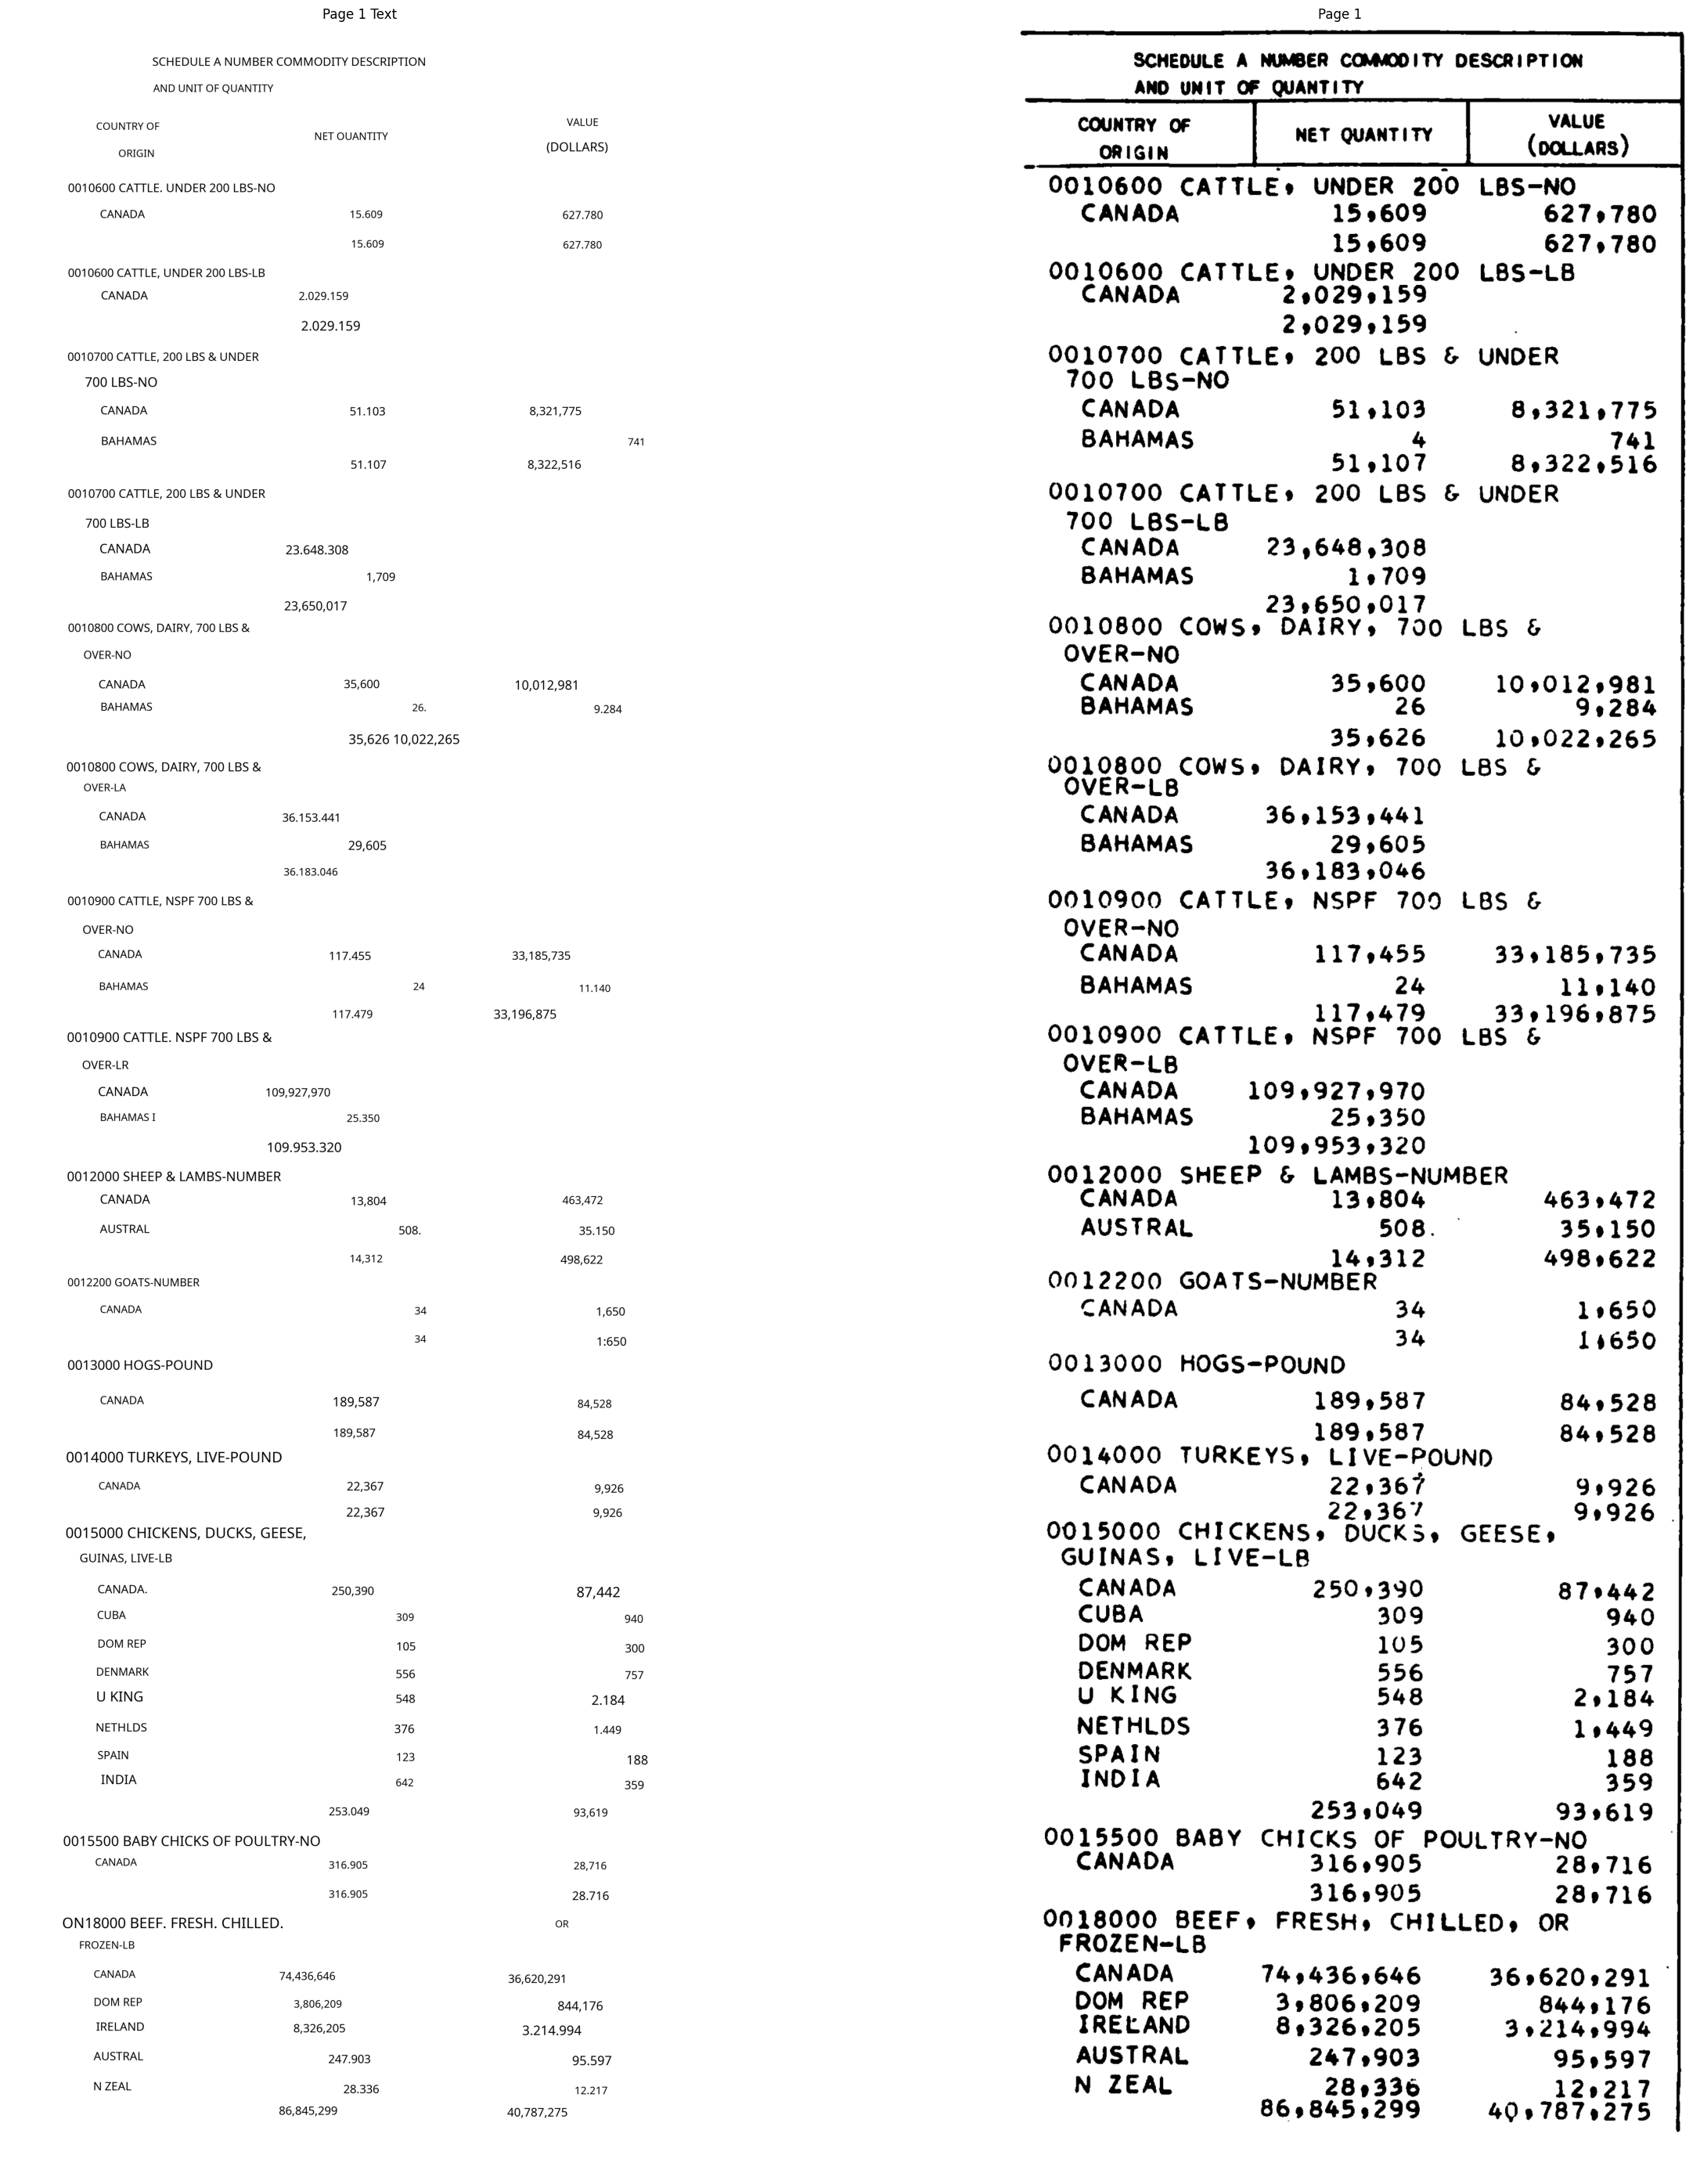 Page 1 Text
SCHEDULE A NUMBER COMMODITY DESCRIPTION
AND UNIT OF QUANTITY
COUNTRY OF
ORIGIN
NET OUANTITY
VALUE
(DOLLARS)
0010600 CATTLE. UNDER 200 LBS-NO
CANADA 15.609 627.780
15.609 627.780
0010600 CATTLE, UNDER 200 LBS-LB
CANADA 2.029.159
2.029.159
0010700 CATTLE, 200 LBS & UNDER
700 LBS-NO
CANADA 51.103 8,321,775
BAHAMAS 741
51.107 8,322,516
0010700 CATTLE, 200 LBS & UNDER
700 LBS-LB
CANADA 23.648.308
BAHAMAS 1,709
23,650,017
0010800 COWS, DAIRY, 700 LBS &
OVER-NO
CANADA 35,600 10,012,981
BAHAMAS 26. 9.284
35,626 10,022,265
0010800 COWS, DAIRY, 700 LBS &
OVER-LA
CANADA 36.153.441
BAHAMAS 29,605
36.183.046
0010900 CATTLE, NSPF 700 LBS &
OVER-NO
CANADA 117.455 33,185,735
BAHAMAS 24 11.140
117.479 33,196,875
0010900 CATTLE. NSPF 700 LBS &
OVER-LR
CANADA 109,927,970
BAHAMAS I 25.350
109.953.320
0012000 SHEEP & LAMBS-NUMBER
CANADA 13,804 463,472
AUSTRAL 508. 35.150
14,312 498,622
0012200 GOATS-NUMBER
CANADA 34 1,650
34 1:650
0013000 HOGS-POUND
CANADA 189,587 84,528
189,587 84,528
0014000 TURKEYS, LIVE-POUND
CANADA 22,367 9,926
22,367 9,926
0015000 CHICKENS, DUCKS, GEESE,
GUINAS, LIVE-LB
CANADA. 250,390 87,442
CUBA 309 940
DOM REP 105 300
DENMARK 556 757
U KING 548 2.184
NETHLDS 376 1.449
SPAIN 123 188
INDIA 642 359
253.049 93,619
0015500 BABY CHICKS OF POULTRY-NO
CANADA 316.905 28,716
316.905 28.716
ON18000 BEEF. FRESH. CHILLED. OR
FROZEN-LB
CANADA 74,436,646 36,620,291
DOM REP 3,806,209 844,176
IRELAND 8,326,205 3.214.994
AUSTRAL 247.903 95.597
N ZEAL 28.336 12.217
86,845,299 40,787,275
Page 1
SCHEDULE A NUMBER COMMODITY DESCRIPTION
AND UNIT OF QUANTITY
COUNTRY OF
ORIGIN
NET QUANTITY
VALUE
(DOLLARS)
0010600 CATTLE, UNDER 200 LBS-NO
CANADA 15,609 627,780
15,609 627,780
0010600 CATTLE, UNDER 200 LBS-LB
CANADA 2,029,159
2,029,159
0010700 CATTLE, 200 LBS & UNDER
700 LBS-NO
CANADA 51,103 8,321,775
BAHAMAS 4 741
51,107 8,322,516
0010700 CATTLE, 200 LBS & UNDER
700 LBS-LB
CANADA 23,648,308
BAHAMAS 1,709
23,650,017
0010800 COWS, DAIRY, 700 LBS &
OVER-NO
CANADA 35,600 10,012,981
BAHAMAS 26 9,284
35,626 10,022,265
0010800 COWS, DAIRY, 700 LBS &
OVER-LB
CANADA 36,153,441
BAHAMAS 29,605
36,183,046
0010900 CATTLE, NSPF 700 LBS &
OVER-NO
CANADA 117,455 33,185,735
BAHAMAS 24 11,140
117,479 33,196,875
0010900 CATTLE, NSPF 700 LBS &
OVER-LB
CANADA 109,927,970
BAHAMAS 25,350
109,953,320
0012000 SHEEP & LAMBS-NUMBER
CANADA 13,804 463,472
AUSTRAL 508. 35,150
14,312 498,622
0012200 GOATS-NUMBER
CANADA 34 1,650
34 1,650
0013000 HOGS-POUND
CANADA 189,587 84,528
189,587 84,528
0014000 TURKEYS, LIVE-POUND
CANADA 22,367 9,926
22,367 9,926
0015000 CHICKENS, DUCKS, GEESE,
GUINAS, LIVE-LB
CANADA 250,390 87,442
CUBA 309 940
DOM REP 105 300
DENMARK 556 757
U KING 548 2,184
NETHLDS 376 1,449
SPAIN 123 188
INDIA 642 359
253,049 93,619
0015500 BABY CHICKS OF POULTRY-NO
CANADA 316,905 28,716
316,905 28,716
0018000 BEEF, FRESH, CHILLED, OR
FROZEN-LB
CANADA 74,436,646 36,620,291
DOM REP 3,806,209 844,176
IRELAND 8,326,205 3,214,994
AUSTRAL 247,903 95,597
N ZEAL 28,336 12,217
86,845,299 40,787,275